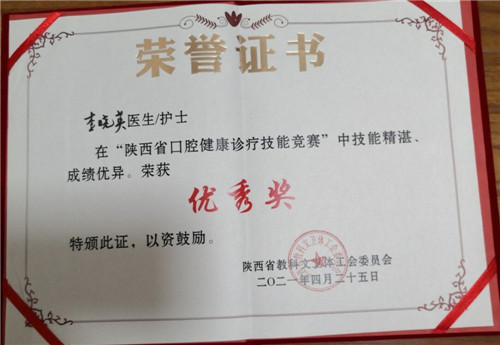 荣誉证书
李晓英医生/护士
在“陕西省口腔健康诊疗技能竞赛”中技能精湛、
成绩优异。荣获
优秀奖
特颁此证，以资鼓励。
陕西省教科文卫体工会委员会
二〇二一年四月二十五日